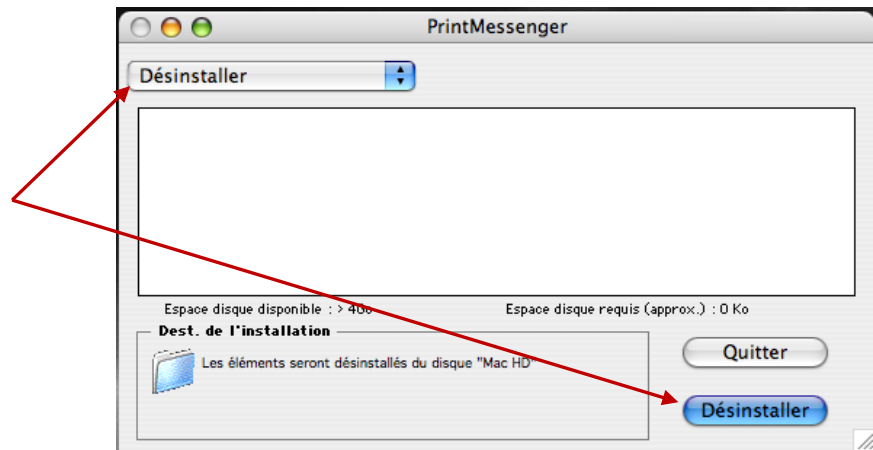 PrintMessenger
Désinstaller
Espace disque disponible : > 4Go
Espace disque requis (approx.) : 0 Ko
Dest. de l'installation
Les éléments seront désinstallés du disque "Mac HD"
Quitter
Désinstaller